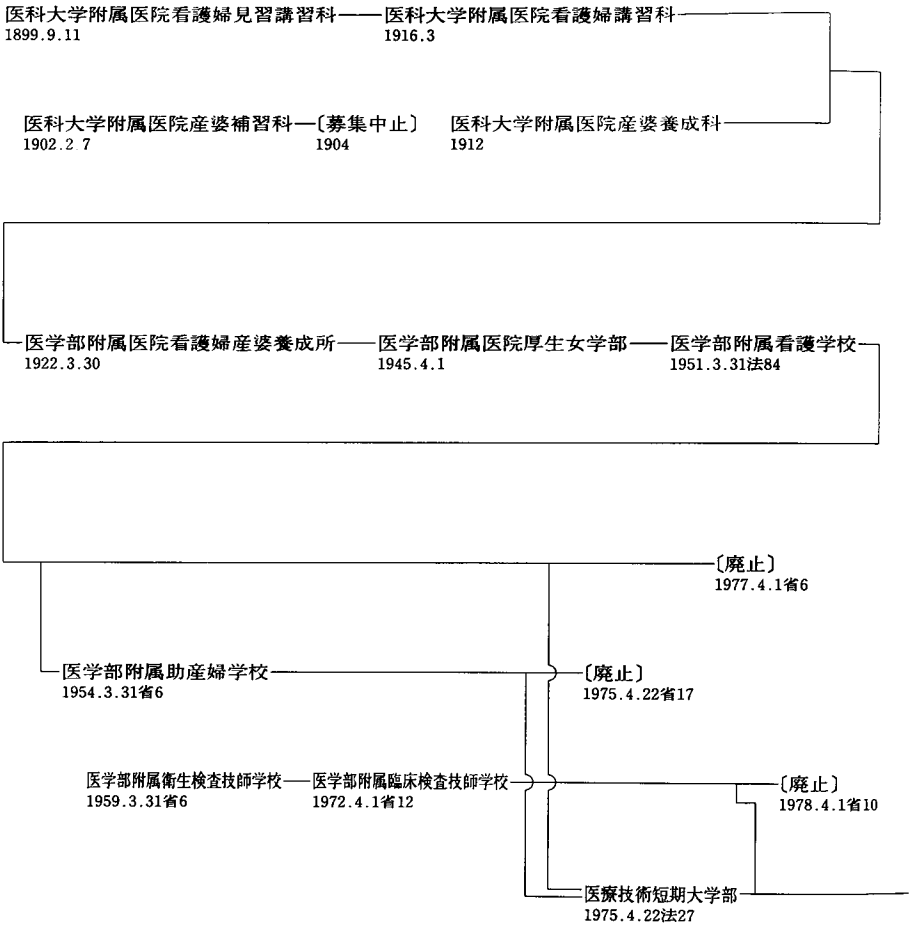 医科大学附属医院看護婦見習講習科 医科大学附属医院看護婦講習科
1899.9.11 1916.3
医科大学附属医院産婆補習科 〔募集中止〕 医科大学附属医院産婆養成科
1902.2.7 1904 1912
医学部附属医院看護婦産婆養成所 医学部附属医院厚生女学部 医学部附属看護学校
1922.3.30 1945.4.1 1951.3.31法84
〔廃止〕
1977.4.1省6
医学部附属助産婦学校 〔廃止〕
1954.3.31省6 1975.4.22省17
医学部附属衛生検査技師学校 医学部附属臨床検査技師学校 〔廃止〕
1959.3.31省6 1972.4.1省12 1978.4.1省10
医療技術短期大学部
1975.4.22法27